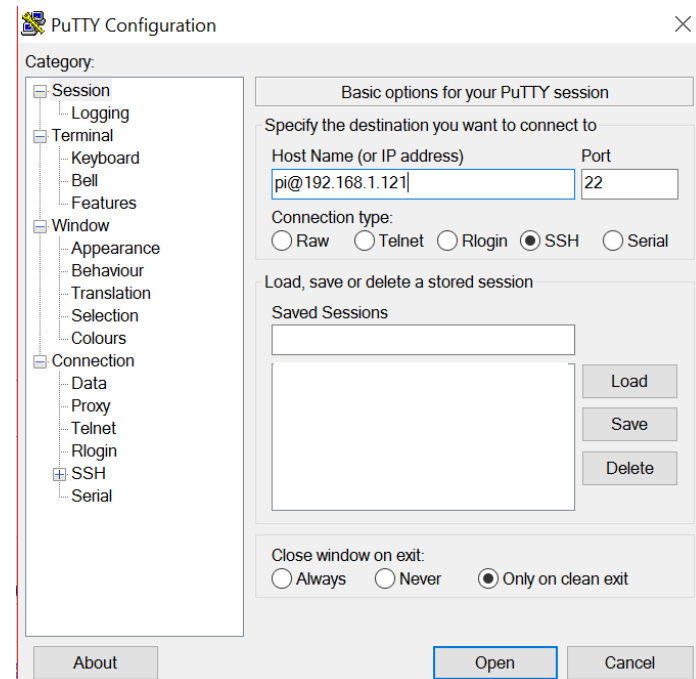 PuTTY Configuration
Category:
Session
Logging
Terminal
Keyboard
Bell
Features
Window
Appearance
Behaviour
Translation
Selection
Colours
Connection
Data
Proxy
Telnet
Rlogin
SSH
Serial
Basic options for your PuTTY session
Specify the destination you want to connect to
Host Name (or IP address) Port
pi@192.168.1.121 22
Connection type:
Raw Telnet Rlogin SSH Serial
Load, save or delete a stored session
Saved Sessions
Load
Save
Delete
Close window on exit:
Always Never Only on clean exit
About Open Cancel